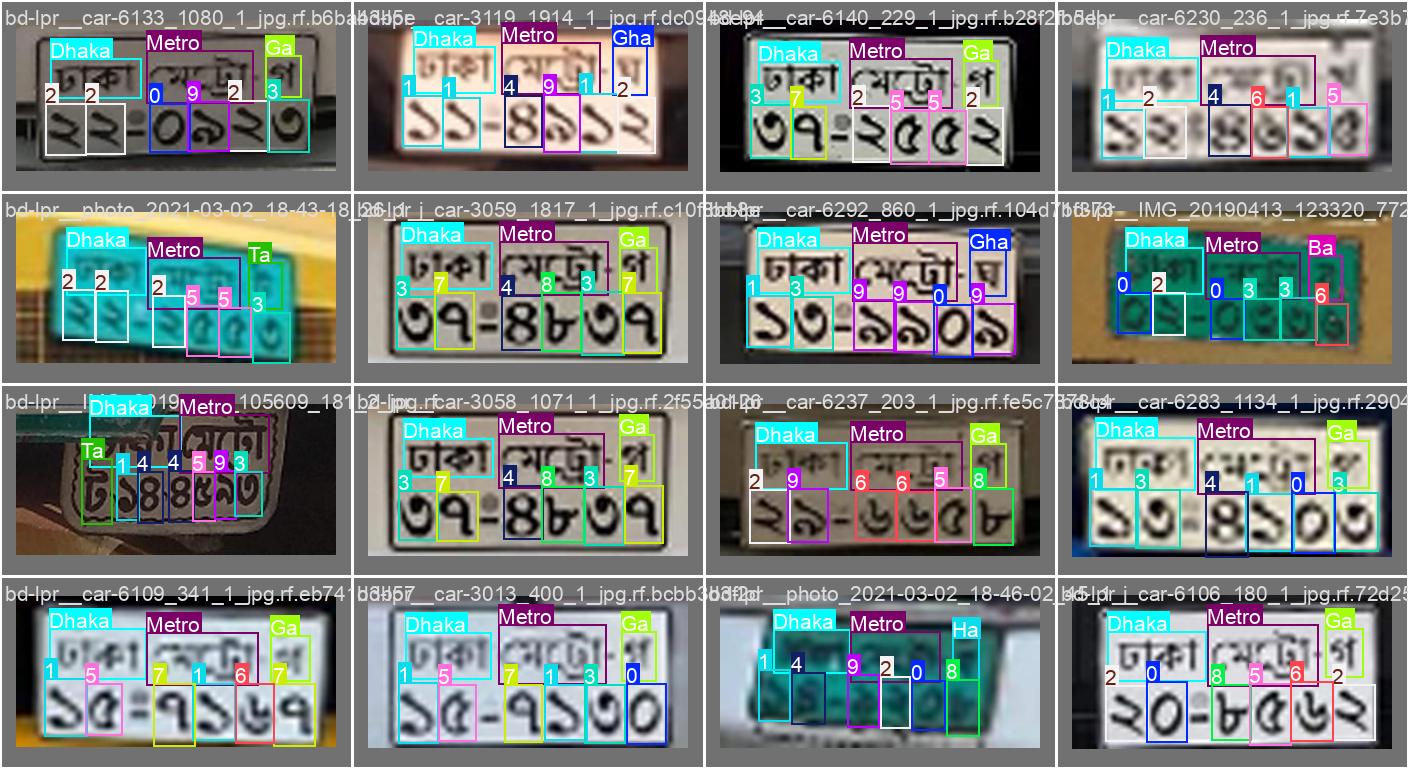 bd-lpr__car-6133_1080_1_jpg.rf.b6ba
Dhaka Metro Ga
ঢাকা মেট্রো-গ
2 2 0 9 2 3
২২-০৯২৩
car-3119_1914_1_jpg.rf.dc09
Dhaka Metro Gha
ঢাকা মেট্রো-ঘ
1 1 4 9 1 2
১১-৪৯১২
car-6140_229_1_jpg.rf.b28f2f
Dhaka Metro Ga
ঢাকা মেট্রো-গ
3 7 2 5 5 2
৩৭-২৫৫২
car-6230_236_1_jpg.rf.7e3b7
Dhaka Metro
ঢাকা মেট্রো
1 2 4 6 1 5
১২-৪৬১৫
bd-lpr__photo_2021-03-02_18-43-18
Dhaka Metro Ta
2 2 2 5 5 3
২২-২৫৫৩
car-3059_1817_1_jpg.rf.c10f
Dhaka Metro Ga
ঢাকা মেট্রো-গ
3 7 4 8 3 7
৩৭-৪৮৩৭
car-6292_860_1_jpg.rf.104d7
Dhaka Metro Gha
ঢাকা মেট্রো-ঘ
1 3 9 9 0 9
১৩-৯৯০৯
IMG_20190413_123320_772
Dhaka Metro Ba
0 2 0 3 3 6
bd-lpr
Dhaka Metro
ঢাকা মেট্রো
Ta 1 4 4 5 9 3
ট ১৪৪৫৯৩
car-3058_1071_1_jpg.rf.2f55
Dhaka Metro Ga
ঢাকা মেট্রো-গ
3 7 4 8 3 7
৩৭-৪৮৩৭
car-6237_203_1_jpg.rf.fe5c7
Dhaka Metro Ga
ঢাকা মেট্রো-গ
2 9 6 6 5 8
২৯-৬৬৫৮
car-6283_1134_1_jpg.rf.2904
Dhaka Metro Ga
ঢাকা মেট্রো-গ
1 3 4 1 0 3
১৩-৪১০৩
bd-lpr__car-6109_341_1_jpg.rf.eb741
Dhaka Metro Ga
ঢাকা মেট্রো-গ
1 5 7 1 6 7
১৫-৭১৬৭
car-3013_400_1_jpg.rf.bcbb3
Dhaka Metro Ga
ঢাকা মেট্রো-গ
1 5 7 1 3 0
১৫-৭১৩০
photo_2021-03-02_18-46-02
Dhaka Metro Ha
1 4 9 2 0 8
car-6106_180_1_jpg.rf.72d25
Dhaka Metro Ga
ঢাকা মেট্রো-গ
2 0 8 5 6 2
২০-৮৫৬২